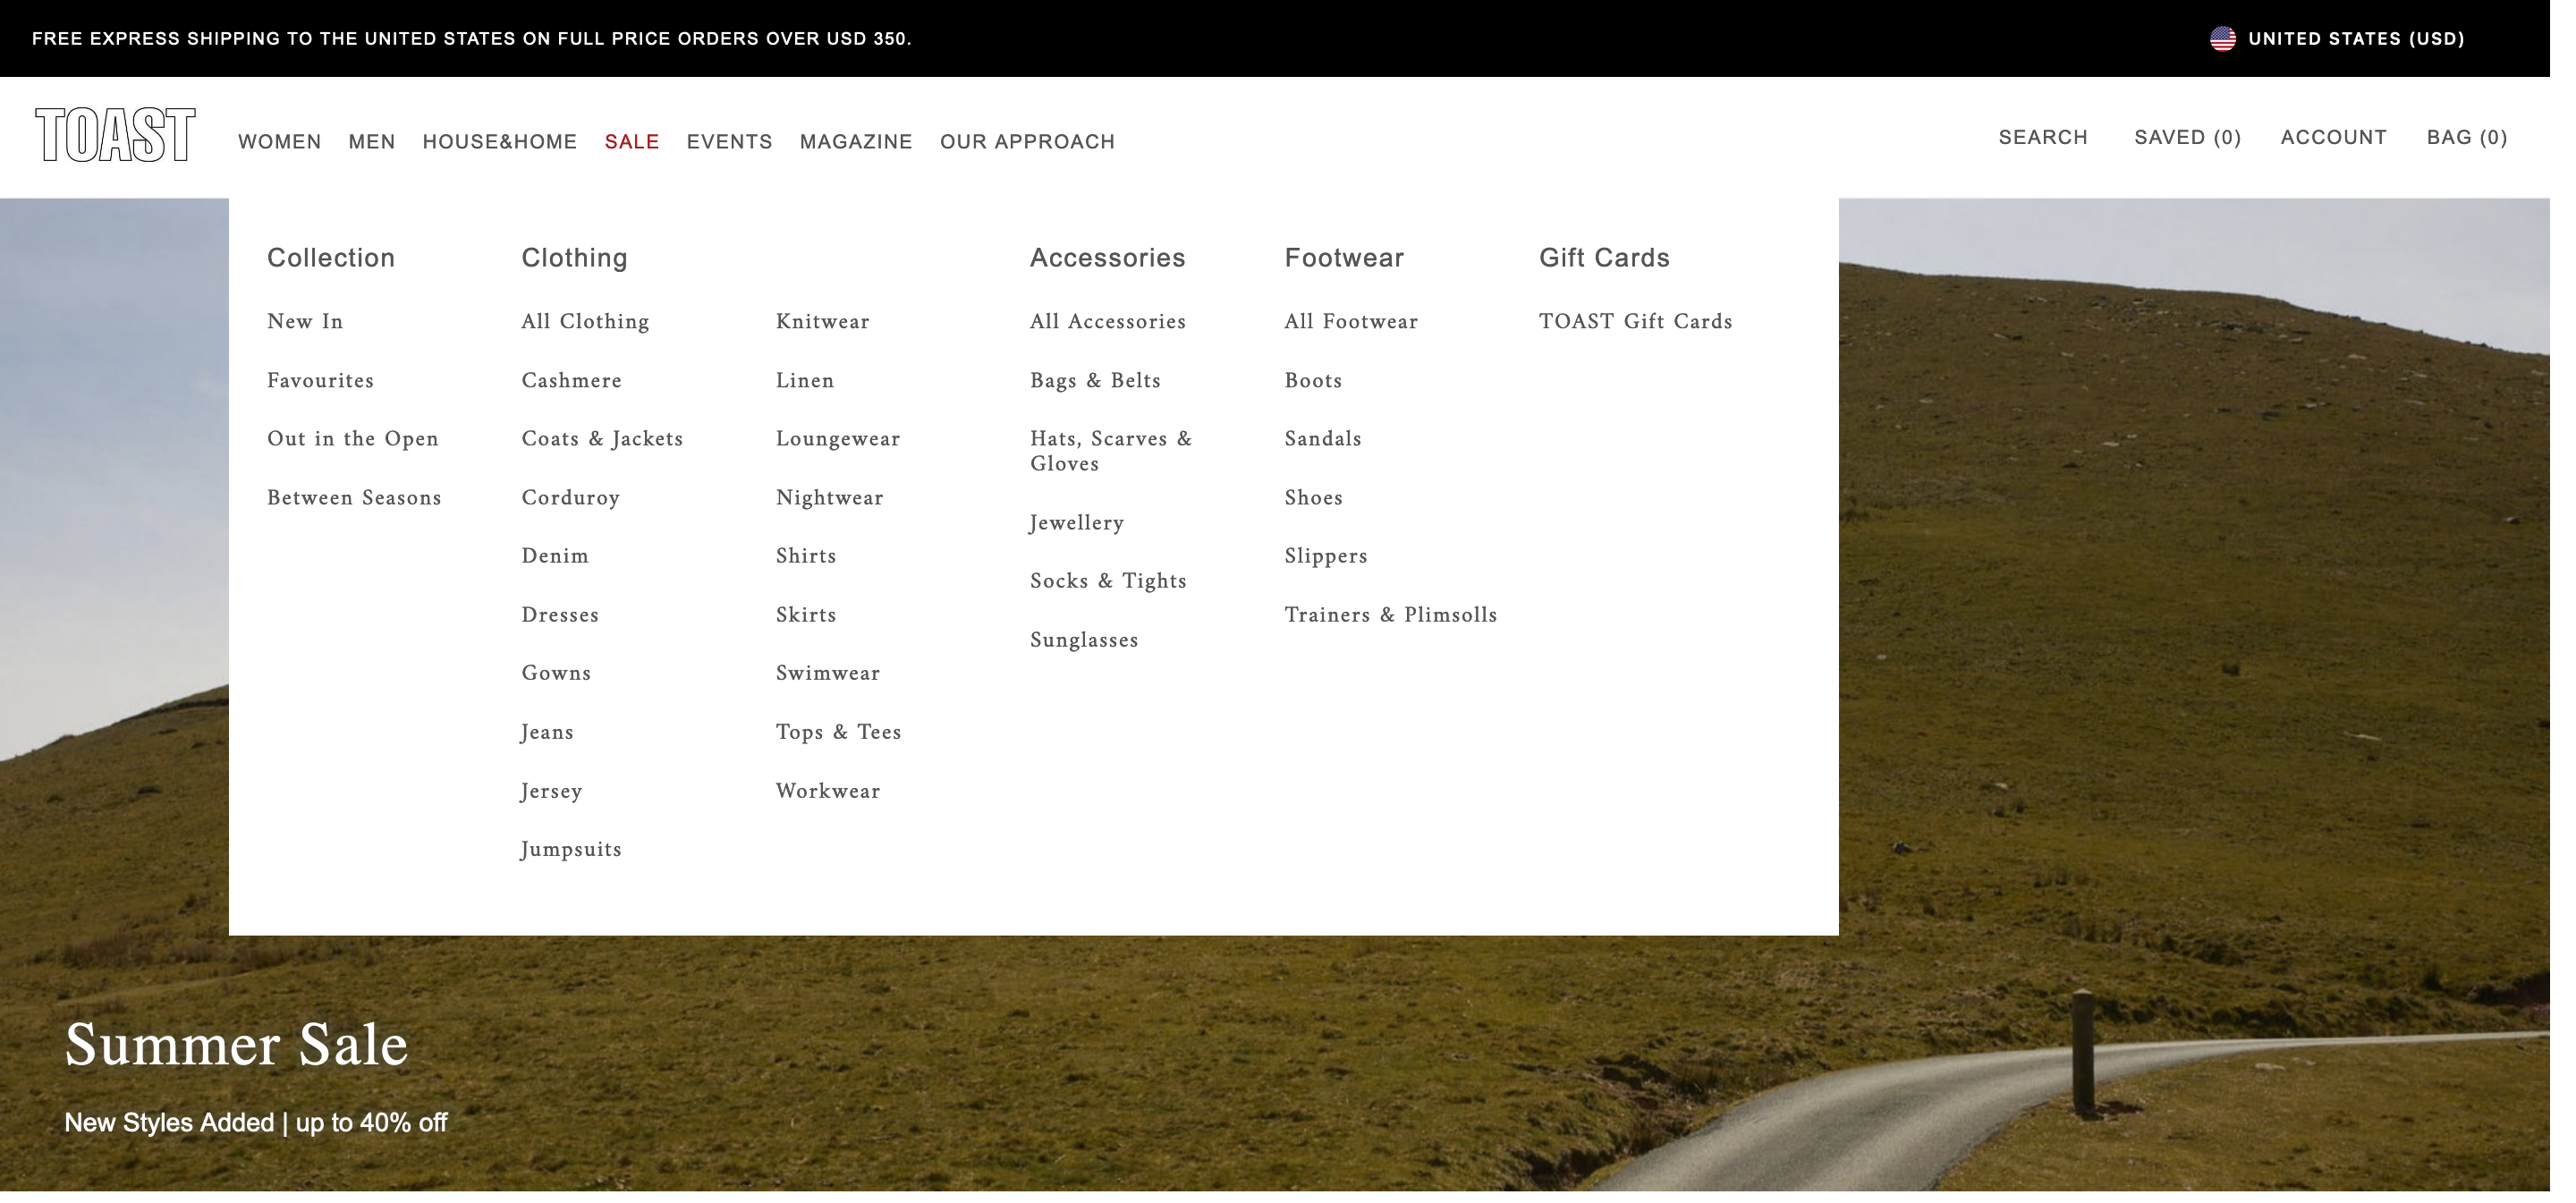 FREE EXPRESS SHIPPING TO THE UNITED STATES ON FULL PRICE ORDERS OVER USD 350.
UNITED STATES (USD)
TOAST
WOMEN MEN HOUSE&HOME SALE EVENTS MAGAZINE OUR APPROACH
SEARCH SAVED (0) ACCOUNT BAG (0)
Collection
New In
Favourites
Out in the Open
Between Seasons
Clothing
All Clothing
Cashmere
Coats & Jackets
Corduroy
Denim
Dresses
Gowns
Jeans
Jersey
Jumpsuits
Knitwear
Linen
Loungewear
Nightwear
Shirts
Skirts
Swimwear
Tops & Tees
Workwear
Accessories
All Accessories
Bags & Belts
Hats, Scarves &
Gloves
Jewellery
Socks & Tights
Sunglasses
Footwear
All Footwear
Boots
Sandals
Shoes
Slippers
Trainers & Plimsolls
Gift Cards
TOAST Gift Cards
Summer Sale
New Styles Added | up to 40% off